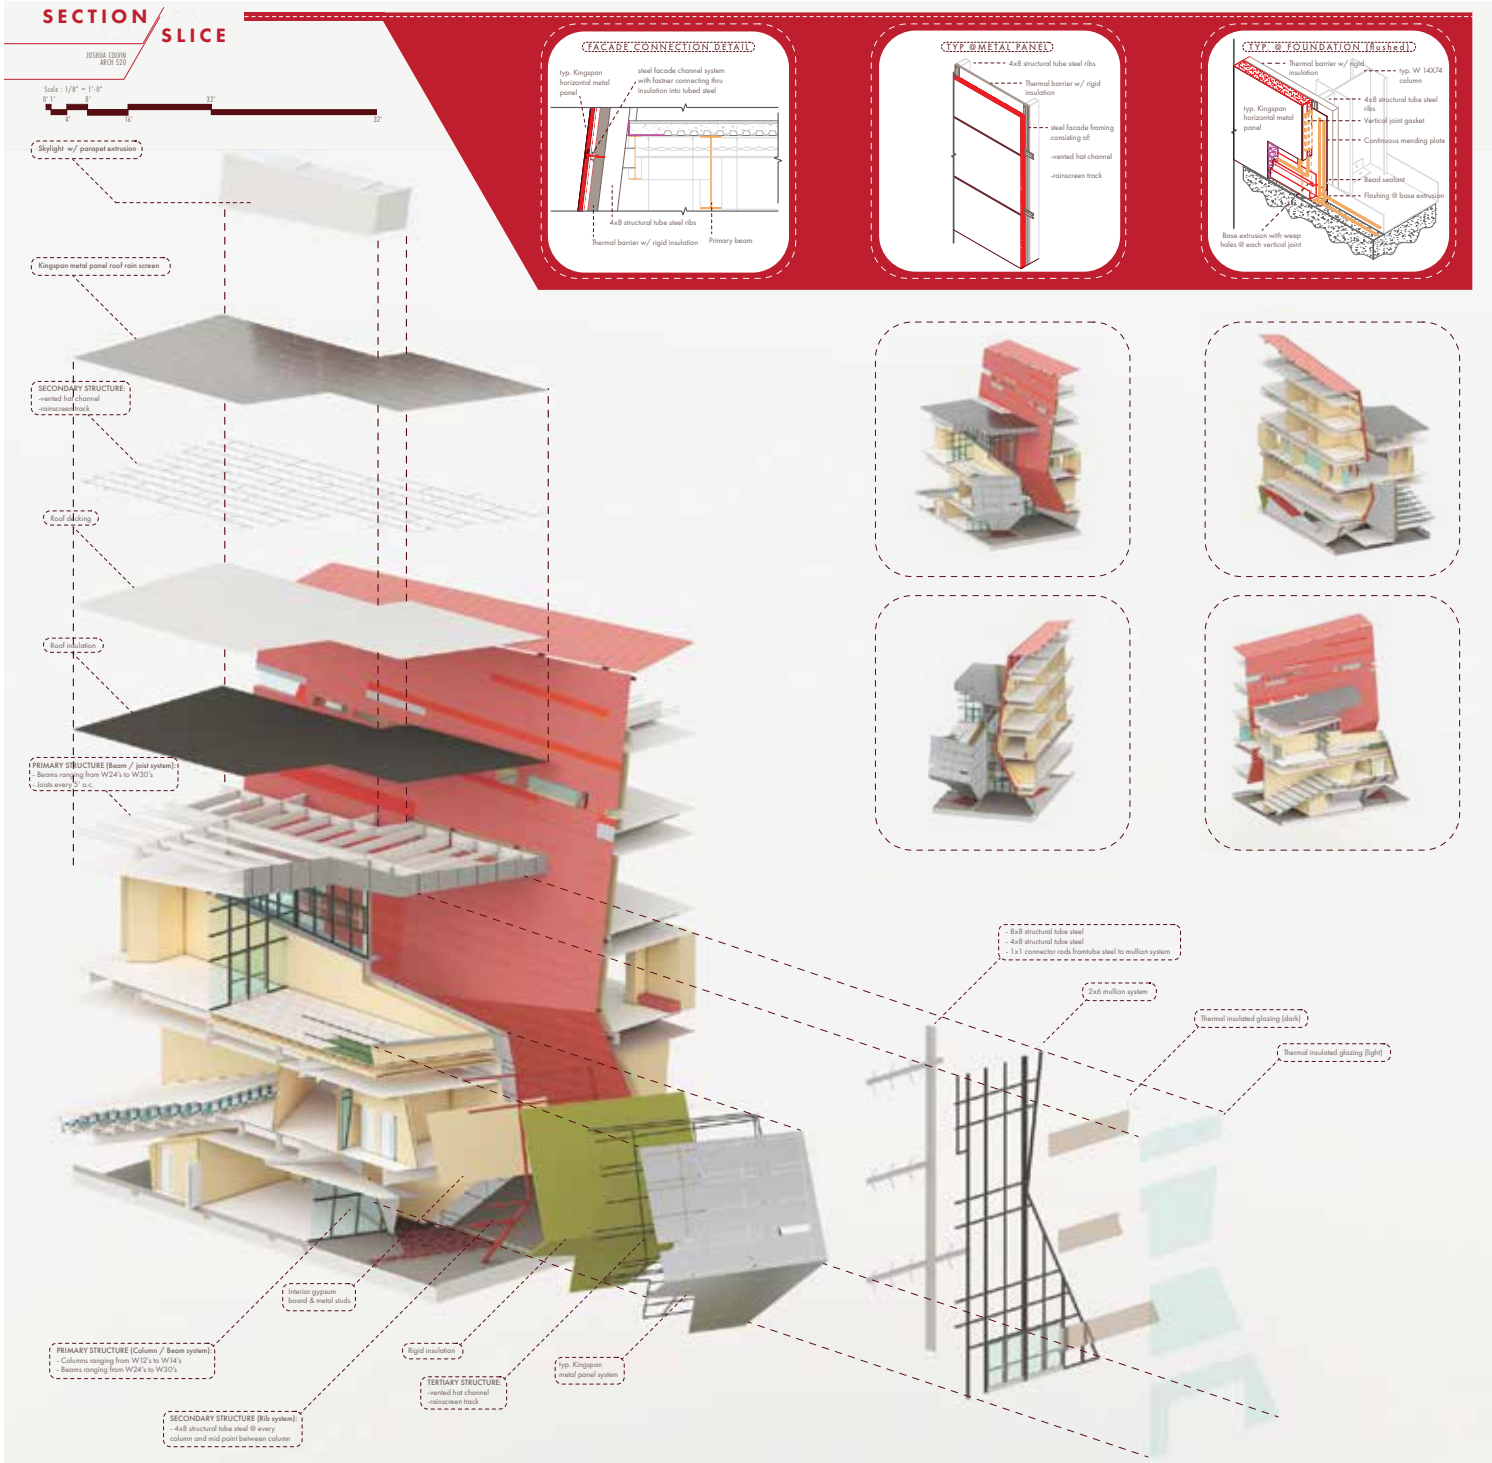 SECTION
SLICE
JOSHUA COLVIN
ARCH 520
Scale : 1/8" = 1'-0"
0' 1' 8' 32'
4' 16' 32'
FACADE CONNECTION DETAIL
typ. Kingspan
horizontal metal
panel
steel facade channel system
with fastner connecting thru
insulation into tubed steel
4x8 structural tube steel ribs
Thermal barrier w/ rigid insulation
Primary beam
TYP @METAL PANEL
4x8 structural tube steel ribs
Thermal barrier w/ rigid
insulation
steel facade framing
consisting of:
-vented hat channel
-rainscreen track
TYP. @ FOUNDATION (flushed)
Thermal barrier w/ rigid
insulation
typ. W 14X74
column
typ. Kingspan
horizontal metal
panel
4x8 structural tube steel
ribs
Vertical joint gasket
Continuous mending plate
Bead sealant
Flashing @ base extrusion
Base extrusion with weep
holes @ each vertical joint
Skylight w/ parapet extrusion
Kingspan metal panel roof rain screen
SECONDARY STRUCTURE:
-vented hat channel
-rainscreen track
Roof decking
Roof insulation
PRIMARY STRUCTURE (Beam / joist system):
- Beams ranging from W24's to W30's
- Joists every 5' o.c.
- 8x8 structural tube steel
- 4x8 structural tube steel
- 1x1 connector rods fromtube steel to mullion system
2x6 mullion system
Thermal insulated glazing (dark)
Thermal insulated glazing (light)
Interior gypsum
board & metal studs
PRIMARY STRUCTURE (Column / Beam system):
- Columns ranging from W12's to W14's
- Beams ranging from W24's to W30's
Rigid insulation
typ. Kingspan
metal panel system
TERTIARY STRUCTURE:
-vented hat channel
-rainscreen track
SECONDARY STRUCTURE (Rib system):
- 4x8 structural tube steel @ every
column and mid point between column